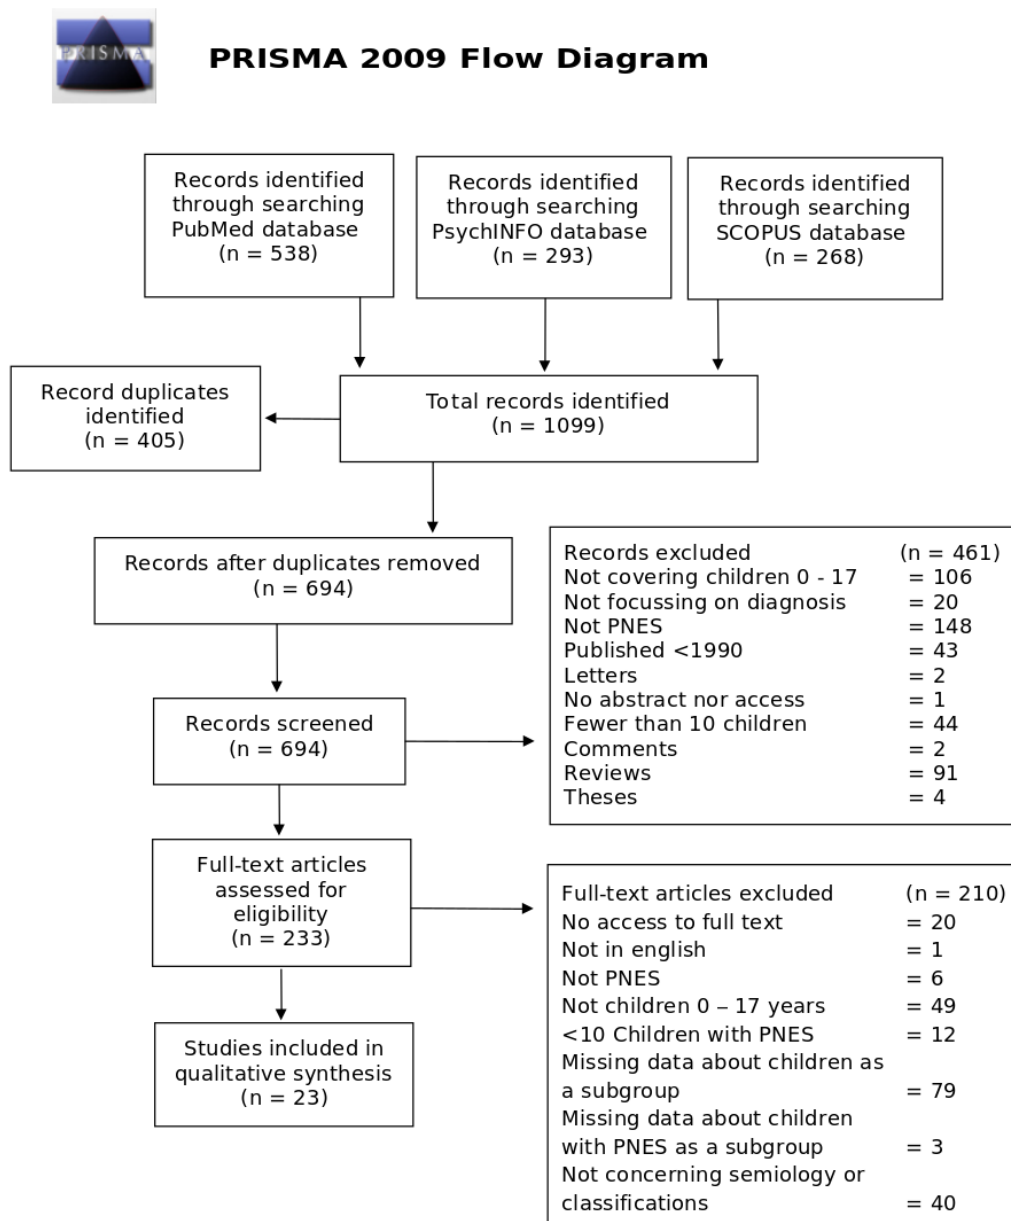 PRISMA
PRISMA 2009 Flow Diagram
Records identified
through searching
PubMed database
(n = 538)
Records identified
through searching
PsychINFO database
(n = 293)
Records identified
through searching
SCOPUS database
(n = 268)
Record duplicates
identified
(n = 405)
Total records identified
(n = 1099)
Records after duplicates removed
(n = 694)
Records excluded (n = 461)
Not covering children 0 - 17 = 106
Not focussing on diagnosis = 20
Not PNES = 148
Published <1990 = 43
Letters = 2
No abstract nor access = 1
Fewer than 10 children = 44
Comments = 2
Reviews = 91
Theses = 4
Records screened
(n = 694)
Full-text articles
assessed for
eligibility
(n = 233)
Full-text articles excluded (n = 210)
No access to full text = 20
Not in english = 1
Not PNES = 6
Not children 0 – 17 years = 49
<10 Children with PNES = 12
Missing data about children as
a subgroup = 79
Missing data about children
with PNES as a subgroup = 3
Not concerning semiology or
classifications = 40
Studies included in
qualitative synthesis
(n = 23)